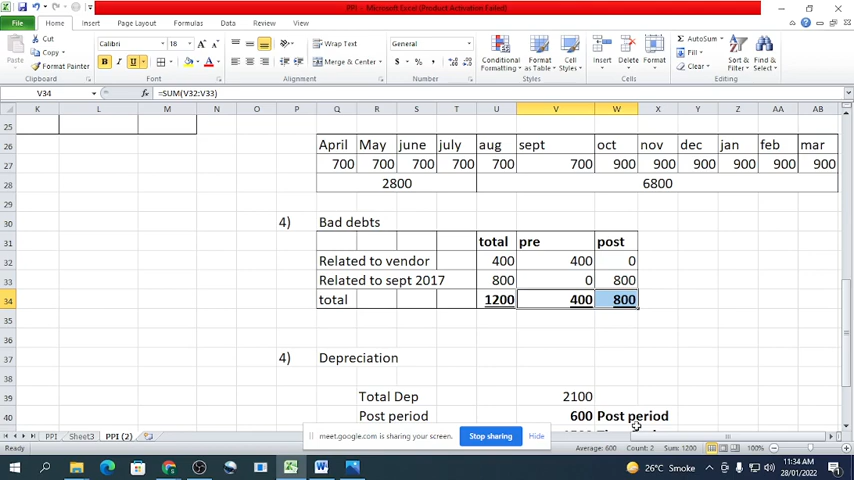 PPI - Microsoft Excel (Product Activation Failed)
File Home Insert Page Layout Formulas Data Review View
Cut
Copy
Format Painter
Paste
Clipboard
Calibri 18
B I U
Font
Wrap Text
Merge & Center
Alignment
General
Number
Conditional Formatting
Format as Table
Cell Styles
Styles
Insert Delete Format
Cells
AutoSum
Fill
Clear
Sort & Filter
Find & Select
Editing
V34 =SUM(V32:V33)
K L M N O P Q R S T U V W X Y Z AA AB
25
26 April May june july aug sept oct nov dec jan feb mar
27 700 700 700 700 700 700 900 900 900 900 900 900
28 2800 6800
29
30 4) Bad debts
31 total pre post
32 Related to vendor 400 400 0
33 Related to sept 2017 800 0 800
34 total 1200 400 800
35
36
37 4) Depreciation
38
39 Total Dep 2100
40 Post period 600 Post period
meet.google.com is sharing your screen. Stop sharing Hide
PPI Sheet3 PPI (2)
Ready Average: 600 Count: 2 Sum: 1200 100%
26°C Smoke 11:34 AM
28/01/2022